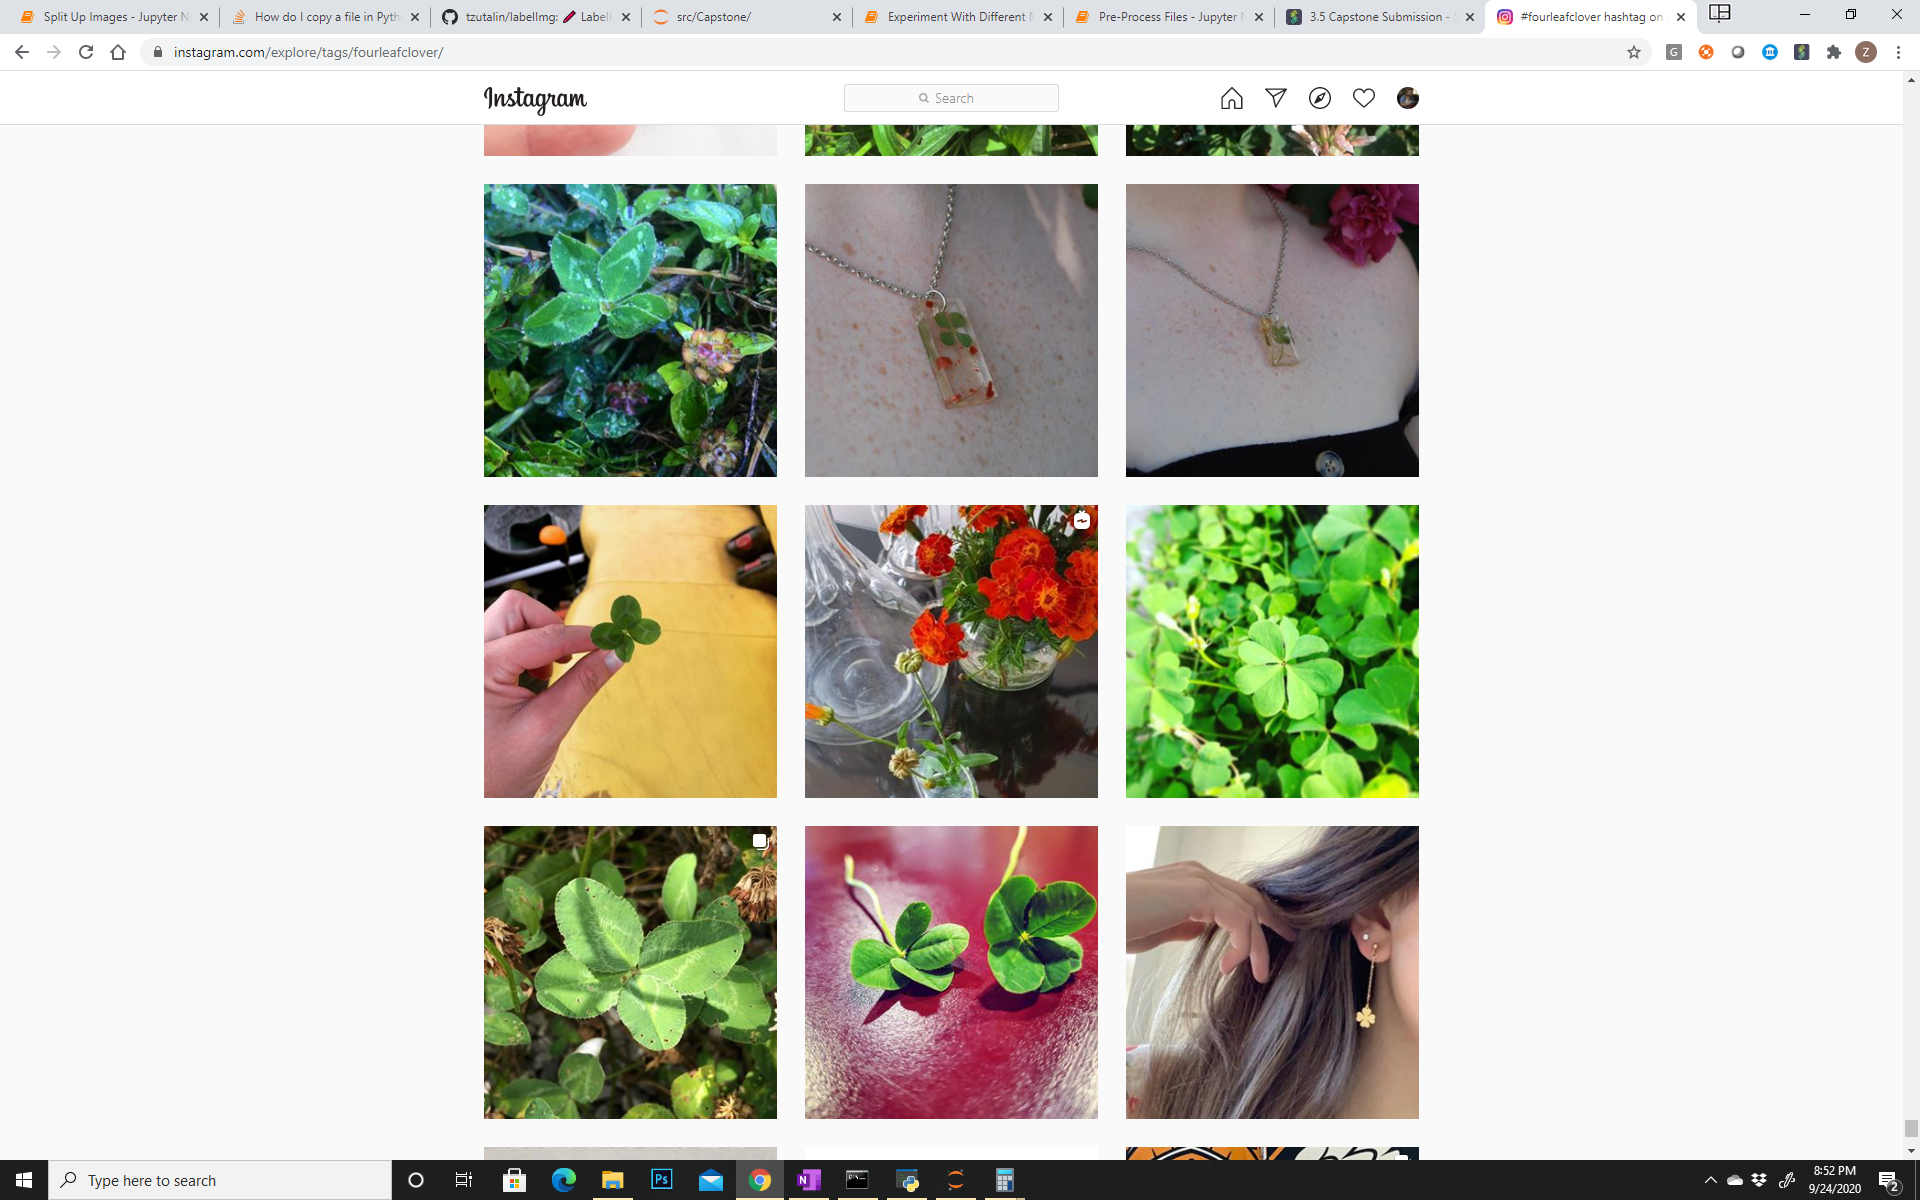 Split Up Images - Jupyter N
How do I copy a file in Pyth
tzutalin/labelImg: Label
src/Capstone/
Experiment With Different M
Pre-Process Files - Jupyter N
3.5 Capstone Submission - S
#fourleafclover hashtag on
instagram.com/explore/tags/fourleafclover/
G
Z
Instagram
Search
Type here to search
Ps
N
8:52 PM
9/24/2020
2